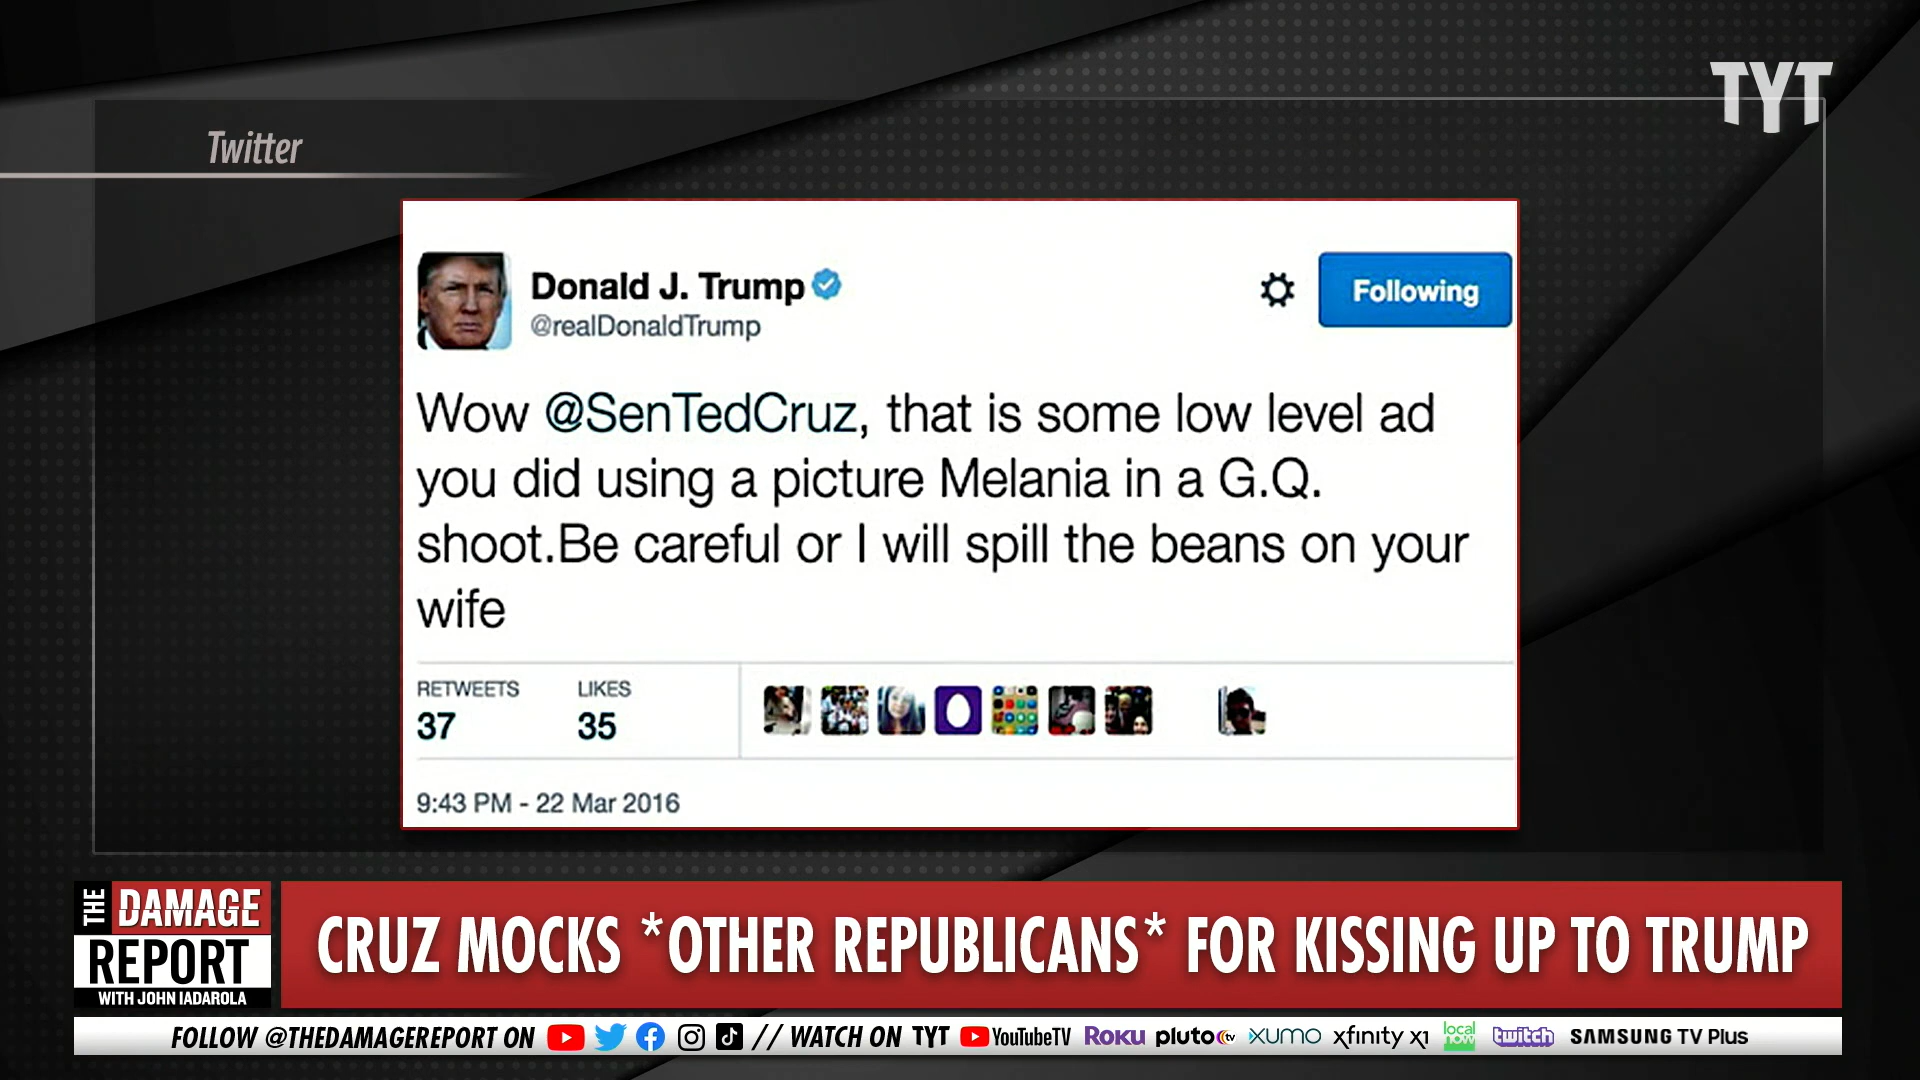 TYT
Twitter
Donald J. Trump
@realDonaldTrump
Following
Wow @SenTedCruz, that is some low level ad
you did using a picture Melania in a G.Q.
shoot.Be careful or I will spill the beans on your
wife
RETWEETS
37
LIKES
35
9:43 PM - 22 Mar 2016
THE DAMAGE
REPORT
WITH JOHN IADAROLA
CRUZ MOCKS *OTHER REPUBLICANS* FOR KISSING UP TO TRUMP
FOLLOW @THEDAMAGEREPORT ON // WATCH ON TYT YouTubeTV ROKU pluto tv XUMO xfinity x1 local now twitch SAMSUNG TV Plus